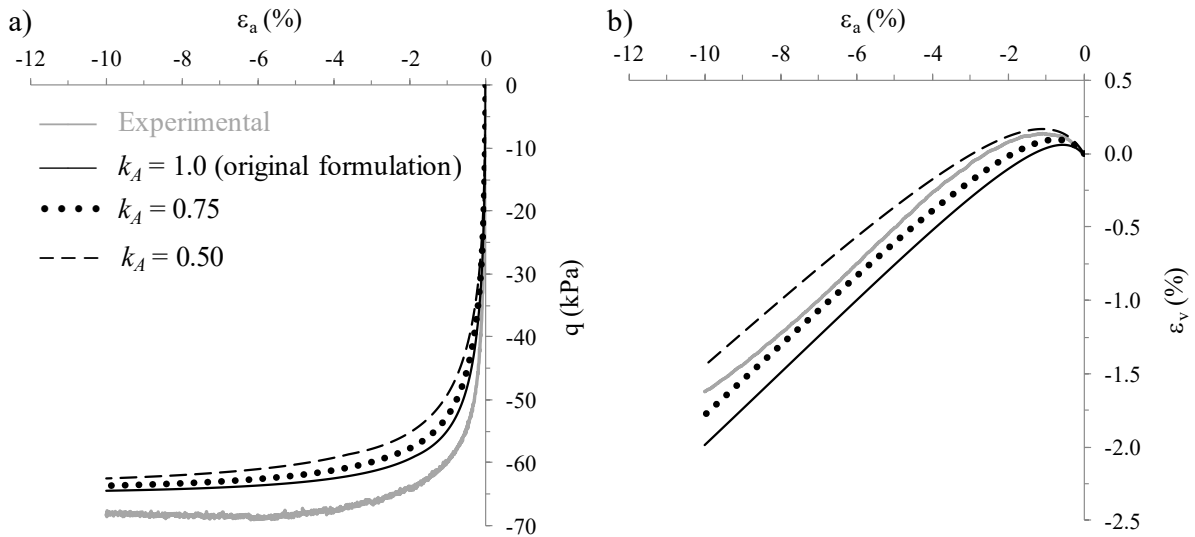 a)
εa (%)
-12 -10 -8 -6 -4 -2 0
0
-10
-20
-30
-40
-50
-60
-70
q (kPa)
Experimental
kA = 1.0 (original formulation)
kA = 0.75
kA = 0.50
b)
εa (%)
-12 -10 -8 -6 -4 -2 0
0.5
0.0
-0.5
-1.0
-1.5
-2.0
-2.5
εv (%)